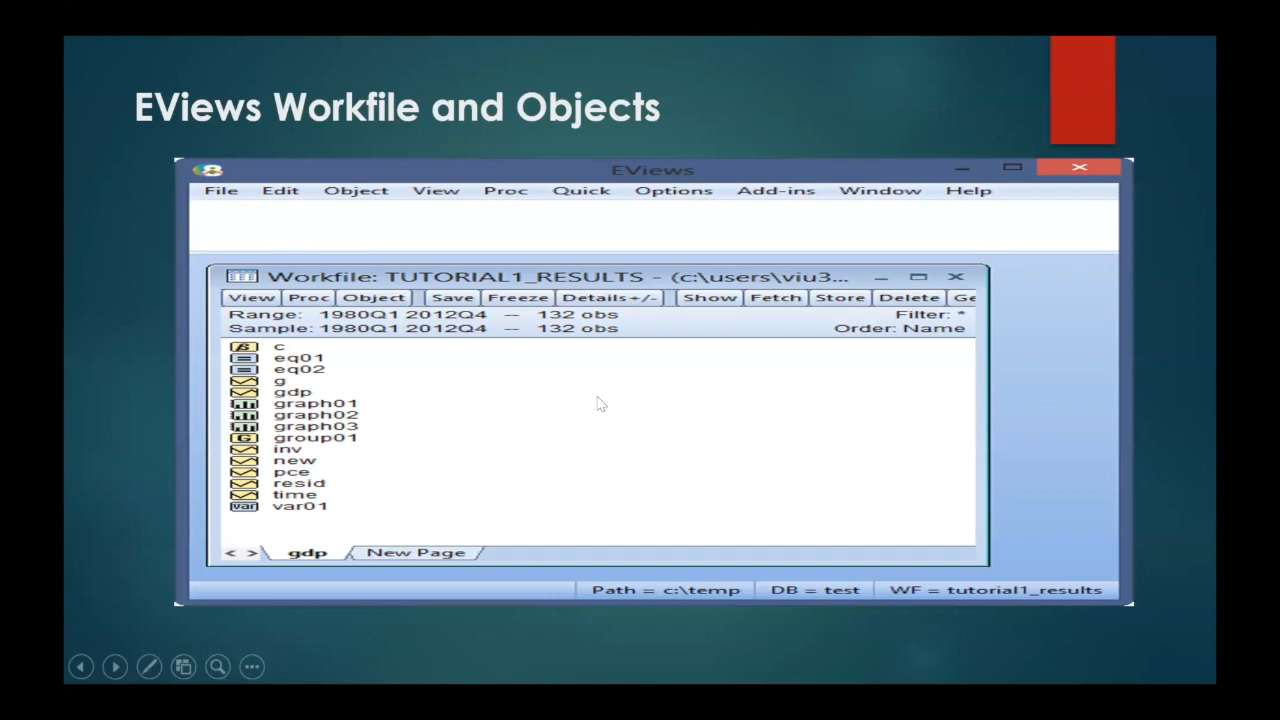 EViews Workfile and Objects
EViews
File Edit Object View Proc Quick Options Add-ins Window Help
Workfile: TUTORIAL1_RESULTS - (c:\users\viu3...
View Proc Object Save Freeze Details+/- Show Fetch Store Delete Ge
Range: 1980Q1 2012Q4 -- 132 obs Filter: *
Sample: 1980Q1 2012Q4 -- 132 obs Order: Name
β c
= eq01
= eq02
g
gdp
graph01
graph02
graph03
G group01
inv
new
pce
resid
time
var var01
< > gdp New Page
Path = c:\temp DB = test WF = tutorial1_results